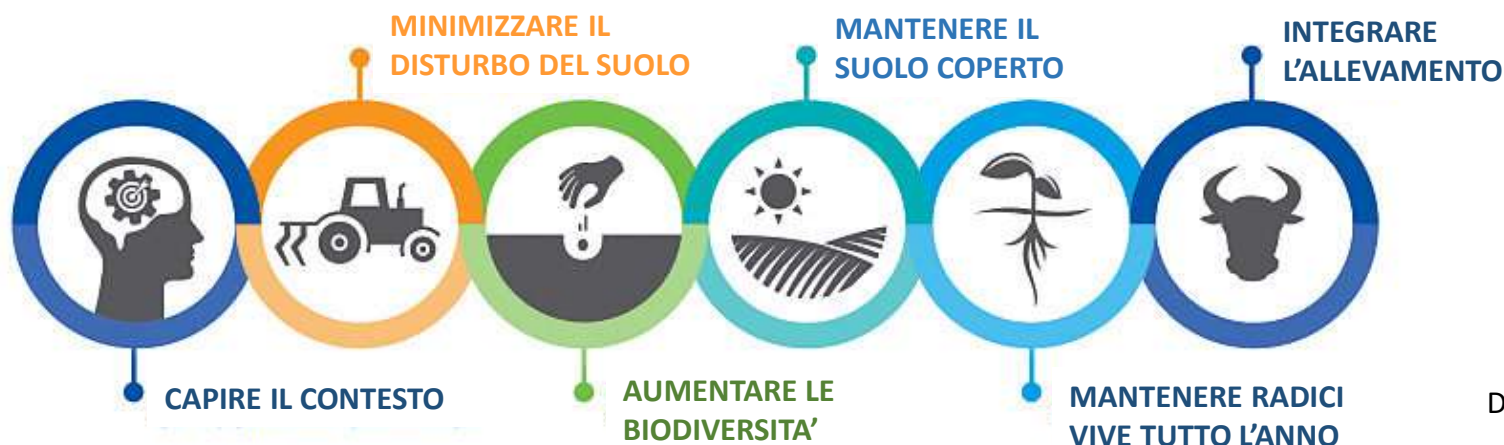 MINIMIZZARE IL
DISTURBO DEL SUOLO
MANTENERE IL
SUOLO COPERTO
INTEGRARE
L’ALLEVAMENTO
CAPIRE IL CONTESTO
AUMENTARE LE
BIODIVERSITA’
MANTENERE RADICI
VIVE TUTTO L’ANNO
D